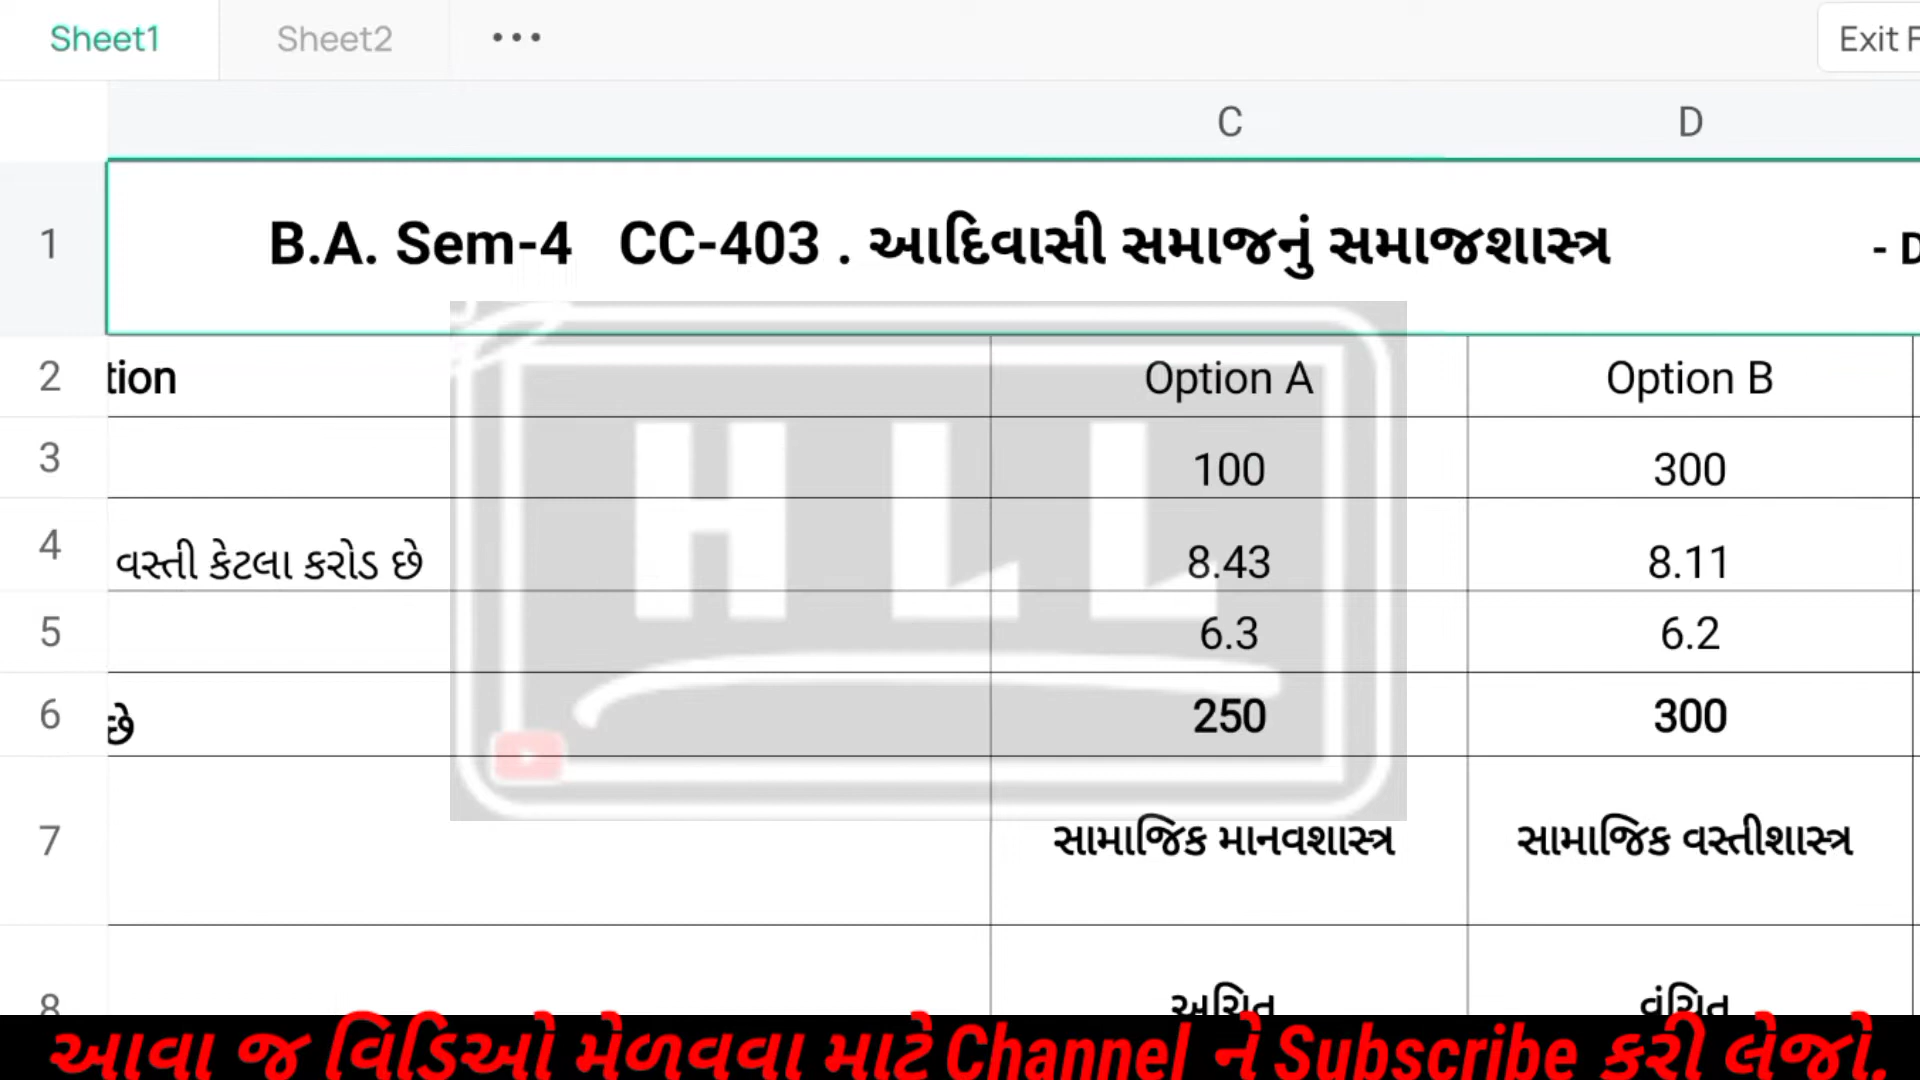 Sheet1 Sheet2 ••• Exit F
C D
1 B.A. Sem-4 CC-403 . આદિવાસી સમાજનું સમાજશાસ્ત્ર - D
2 tion Option A Option B
3 100 300
4 વસ્તી કેટલા કરોડ છે 8.43 8.11
5 6.3 6.2
6 છે 250 300
HLL
7 સામાજિક માનવશાસ્ત્ર સામાજિક વસ્તીશાસ્ત્ર
8
આવા જ વિડિઓ મેળવવા માટે Channel ને Subscribe કરી લેજો.